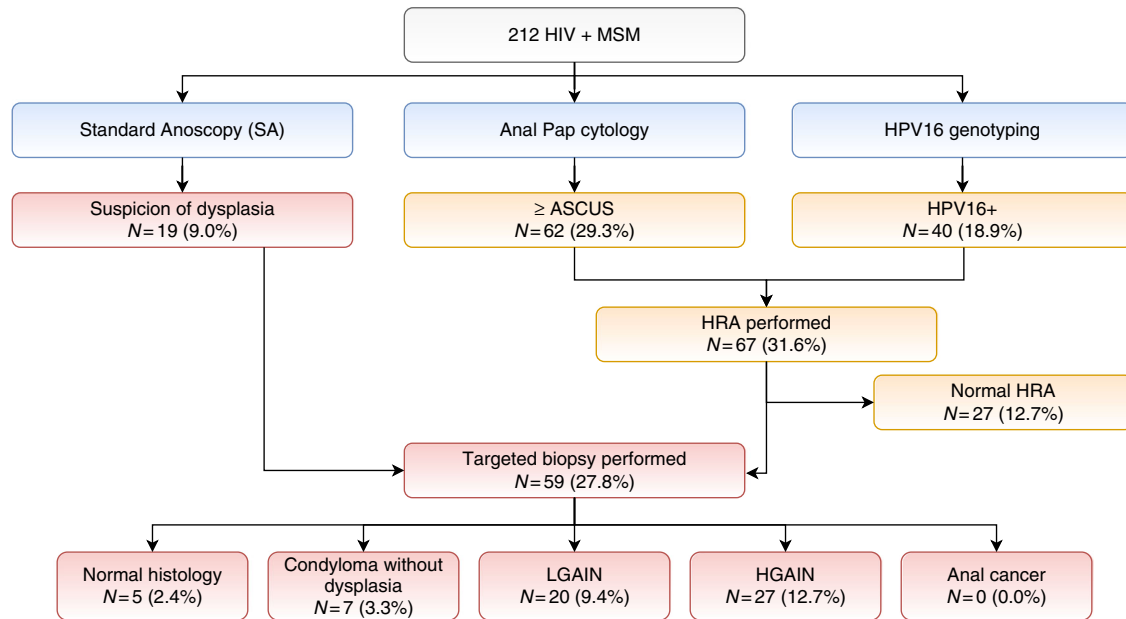 212 HIV + MSM
Standard Anoscopy (SA)
Anal Pap cytology
HPV16 genotyping
Suspicion of dysplasia
N = 19 (9.0%)
≥ ASCUS
N = 62 (29.3%)
HPV16+
N = 40 (18.9%)
HRA performed
N = 67 (31.6%)
Normal HRA
N = 27 (12.7%)
Targeted biopsy performed
N = 59 (27.8%)
Normal histology
N = 5 (2.4%)
Condyloma without
dysplasia
N = 7 (3.3%)
LGAIN
N = 20 (9.4%)
HGAIN
N = 27 (12.7%)
Anal cancer
N = 0 (0.0%)